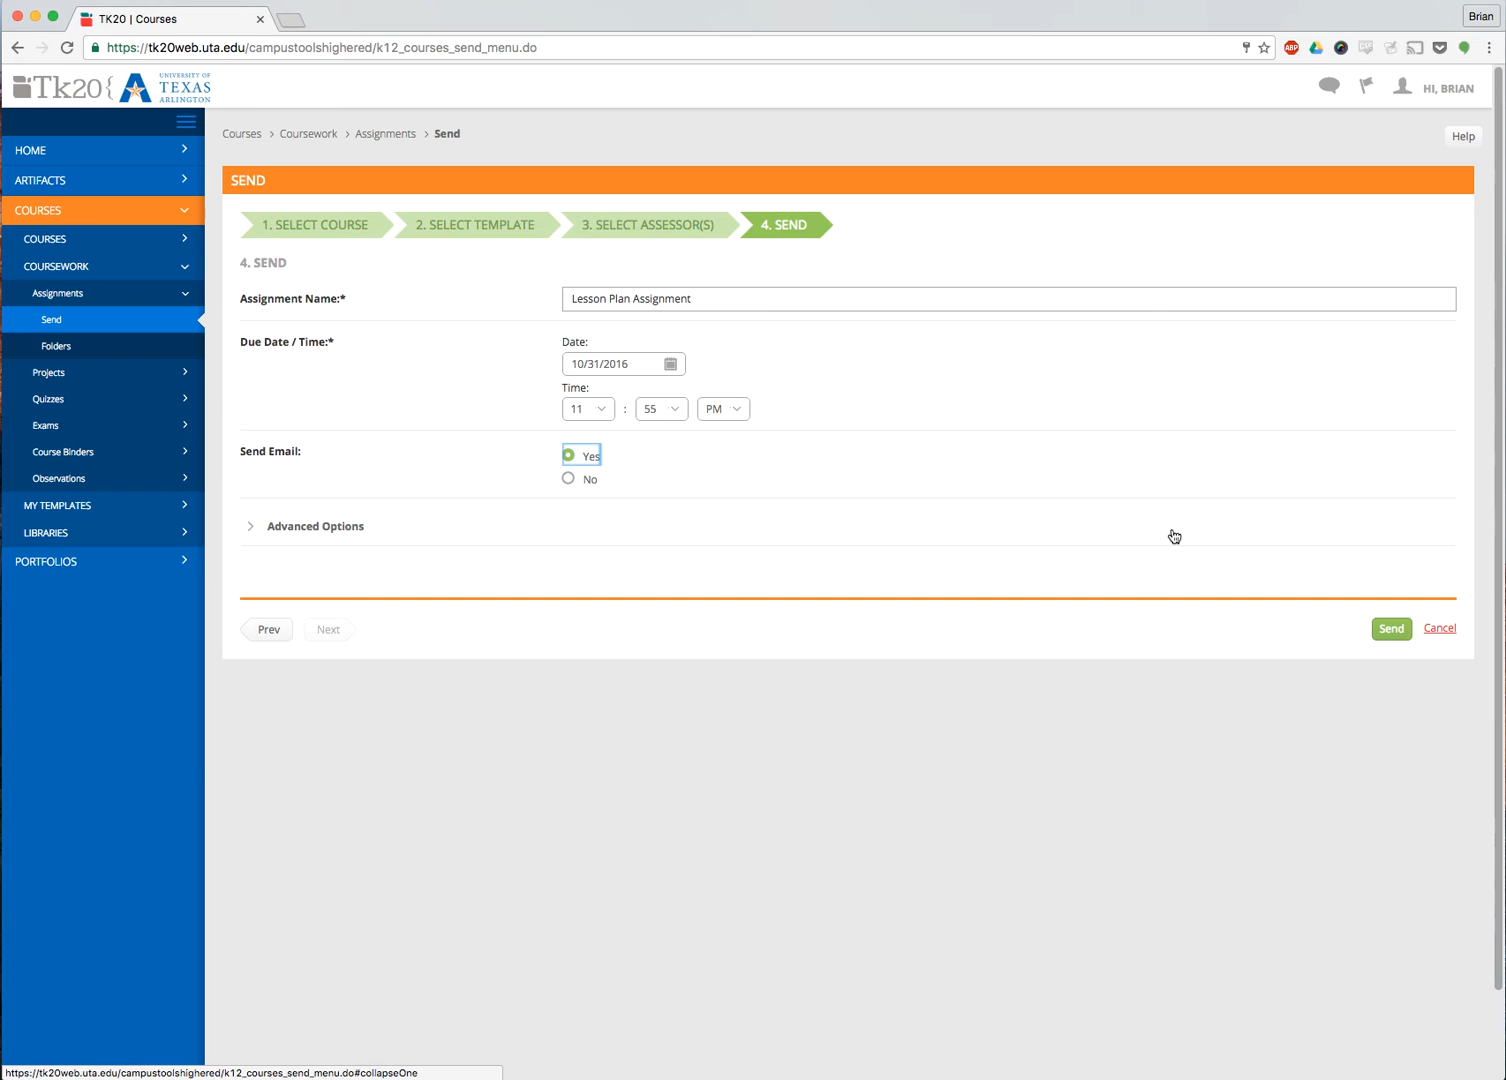 TK20 | Courses
Brian
https://tk20web.uta.edu/campustoolshighered/k12_courses_send_menu.do
ABP
Tk20{ UNIVERSITY OF TEXAS ARLINGTON
HI, BRIAN
Courses > Coursework > Assignments > Send
Help
HOME
ARTIFACTS
COURSES
COURSES
COURSEWORK
Assignments
Send
Folders
Projects
Quizzes
Exams
Course Binders
Observations
MY TEMPLATES
LIBRARIES
PORTFOLIOS
SEND
1. SELECT COURSE 2. SELECT TEMPLATE 3. SELECT ASSESSOR(S) 4. SEND
4. SEND
Assignment Name:* Lesson Plan Assignment
Due Date / Time:* Date:
10/31/2016
Time:
11 : 55 PM
Send Email: Yes
No
Advanced Options
Prev Next Send Cancel
https://tk20web.uta.edu/campustoolshighered/k12_courses_send_menu.do#collapseOne